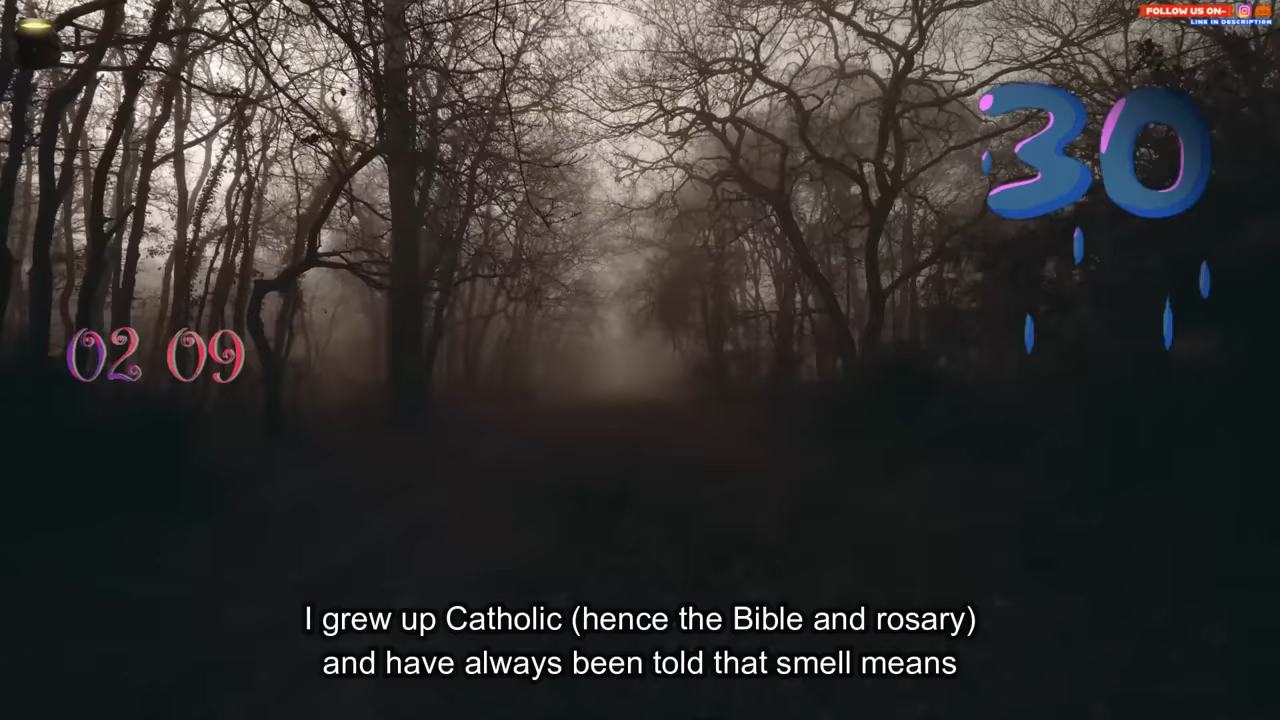 FOLLOW US ON-
LINK IN DESCRIPTION
30
02 09
I grew up Catholic (hence the Bible and rosary)
and have always been told that smell means